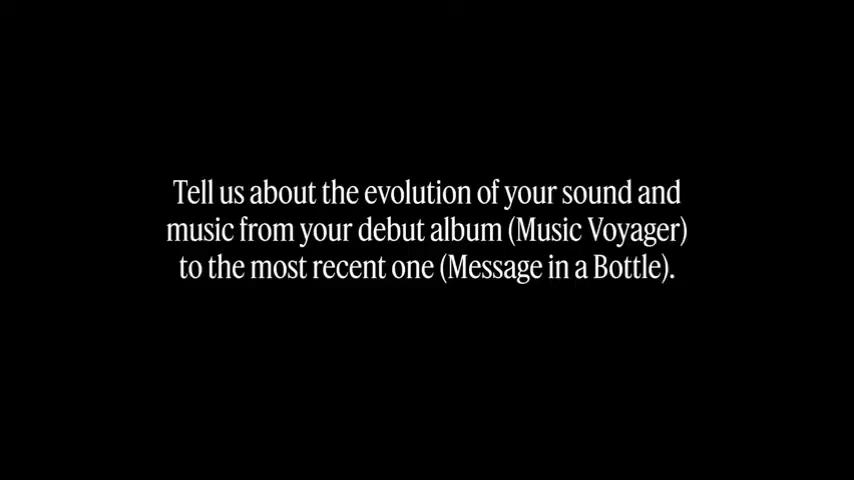 Tell us about the evolution of your sound and
music from your debut album (Music Voyager)
to the most recent one (Message in a Bottle).